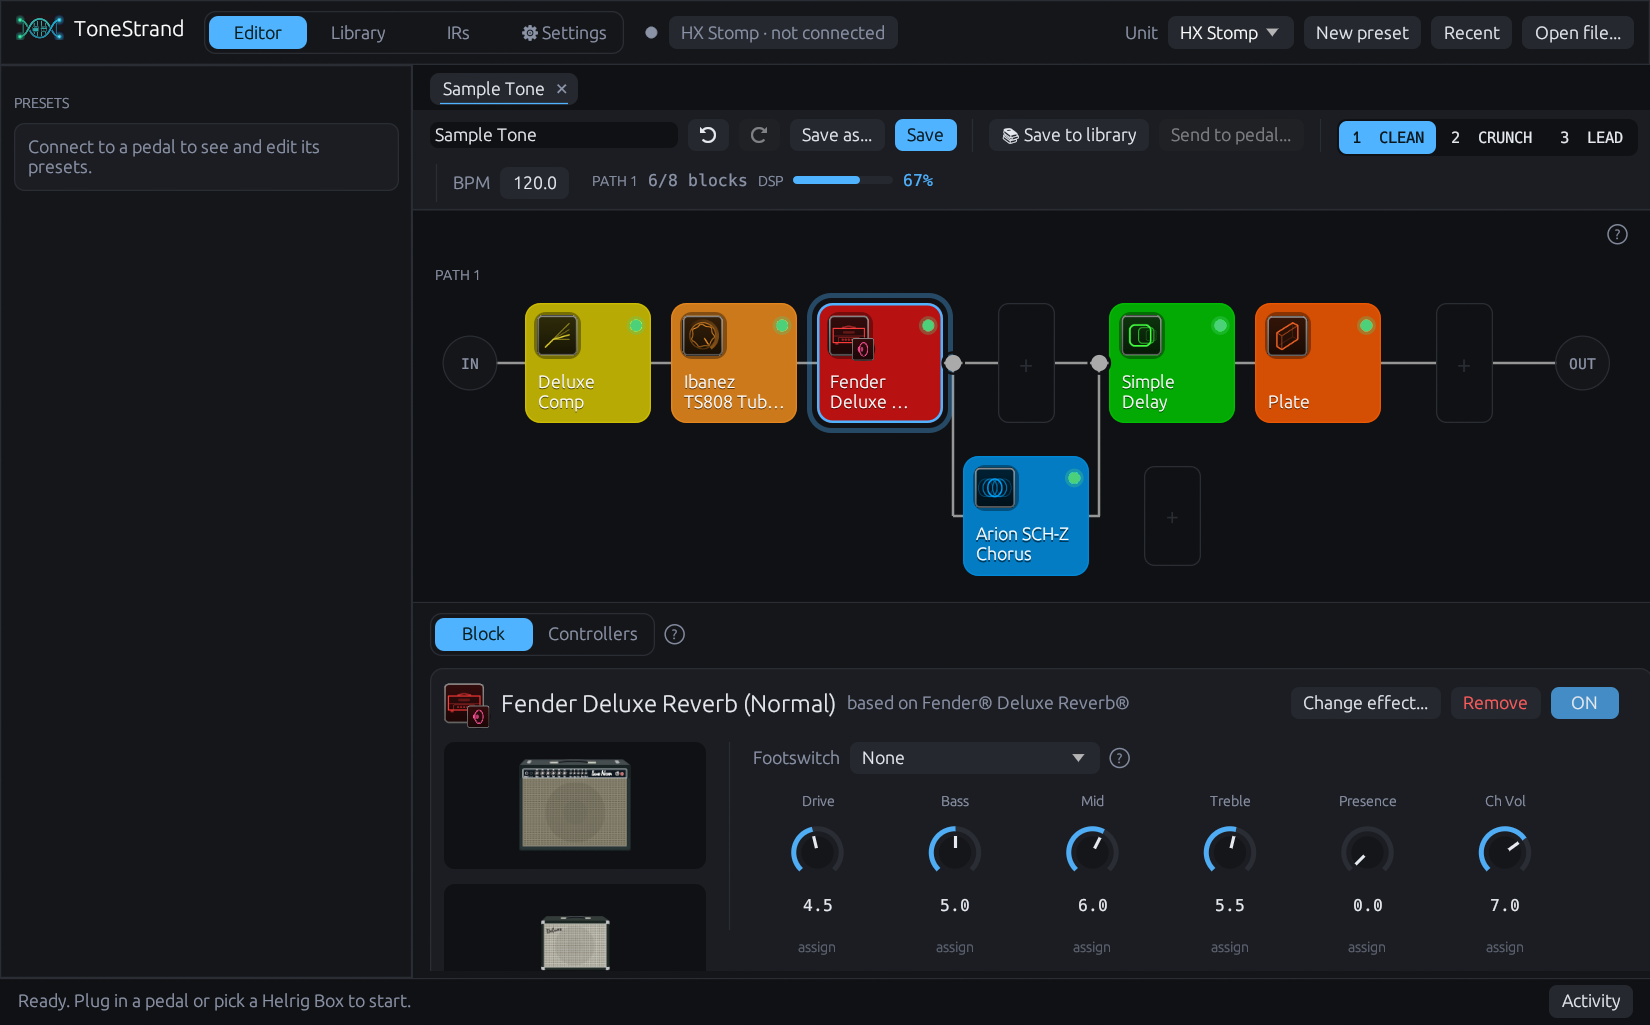 ToneStrand
Editor
Library
IRs
Settings
HX Stomp · not connected
Unit
HX Stomp
New preset
Recent
Open file...
PRESETS
Connect to a pedal to see and edit its
presets.
Sample Tone ×
Sample Tone
Save as...
Save
Save to library
Send to pedal...
1 CLEAN
2 CRUNCH
3 LEAD
BPM
120.0
PATH 1
6/8 blocks
DSP
67%
?
PATH 1
IN
Deluxe
Comp
Ibanez
TS808 Tub...
Fender
Deluxe ...
+
Simple
Delay
Plate
+
OUT
Arion SCH-Z
Chorus
+
Block
Controllers
?
Fender Deluxe Reverb (Normal)
based on Fender® Deluxe Reverb®
Change effect...
Remove
ON
Footswitch
None
?
Drive
Bass
Mid
Treble
Presence
Ch Vol
4.5
5.0
6.0
5.5
0.0
7.0
assign
assign
assign
assign
assign
assign
Ready. Plug in a pedal or pick a Helrig Box to start.
Activity